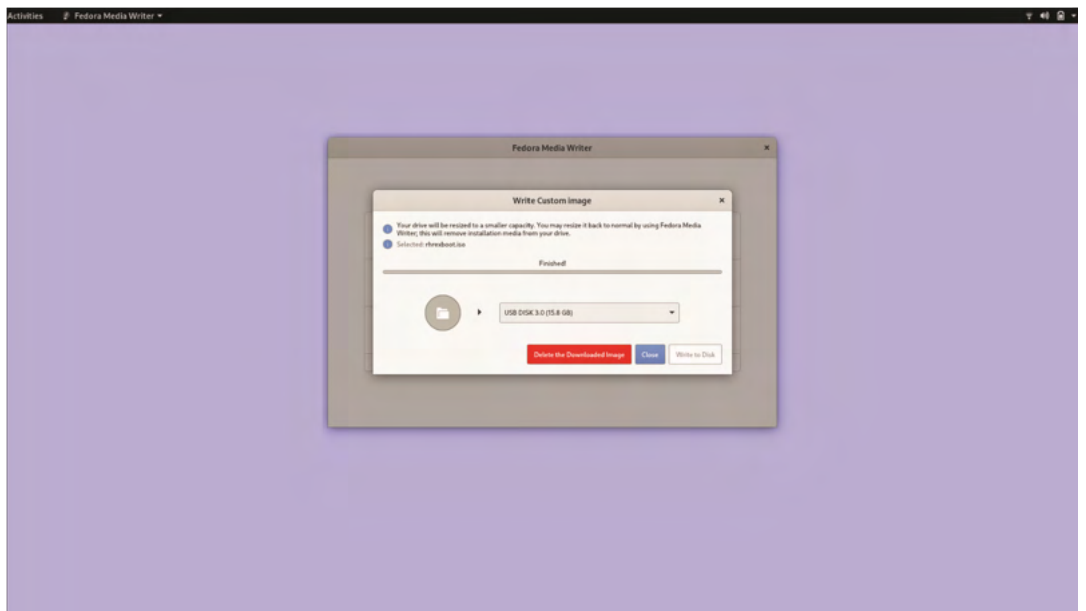 Activities Fedora Media Writer
Fedora Media Writer
Write Custom image
Your drive will be resized to a smaller capacity. You may resize it back to normal by using Fedora Media
Writer; this will remove installation media from your drive.
Selected: rhrexboot.iso
Finished!
USB DISK 3.0 (15.8 GB)
Delete the Downloaded Image Close Write to Disk